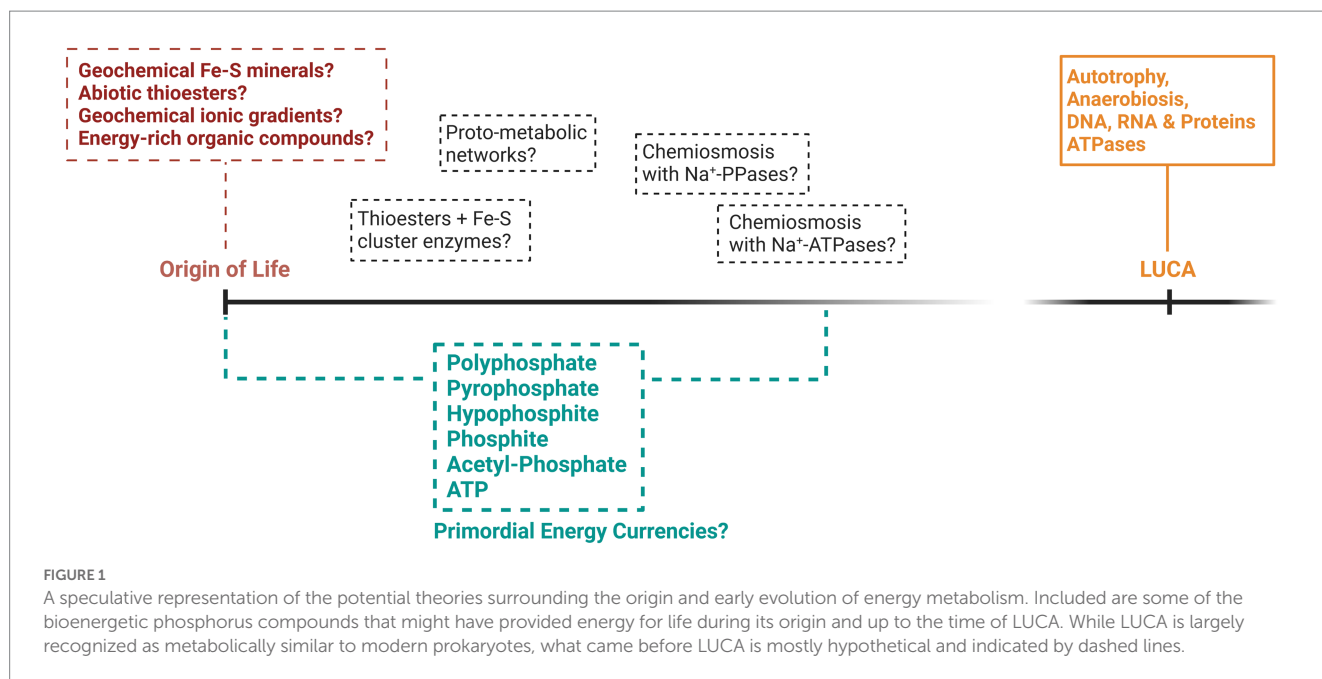 Geochemical Fe-S minerals?
Abiotic thioesters?
Geochemical ionic gradients?
Energy-rich organic compounds?
Proto-metabolic
networks?
Thioesters + Fe-S
cluster enzymes?
Chemiosmosis
with Na⁺-PPases?
Chemiosmosis
with Na⁺-ATPases?
Autotrophy,
Anaerobiosis,
DNA, RNA & Proteins
ATPases
Origin of Life
LUCA
Polyphosphate
Pyrophosphate
Hypophosphite
Phosphite
Acetyl-Phosphate
ATP
Primordial Energy Currencies?
FIGURE 1
A speculative representation of the potential theories surrounding the origin and early evolution of energy metabolism. Included are some of the
bioenergetic phosphorus compounds that might have provided energy for life during its origin and up to the time of LUCA. While LUCA is largely
recognized as metabolically similar to modern prokaryotes, what came before LUCA is mostly hypothetical and indicated by dashed lines.